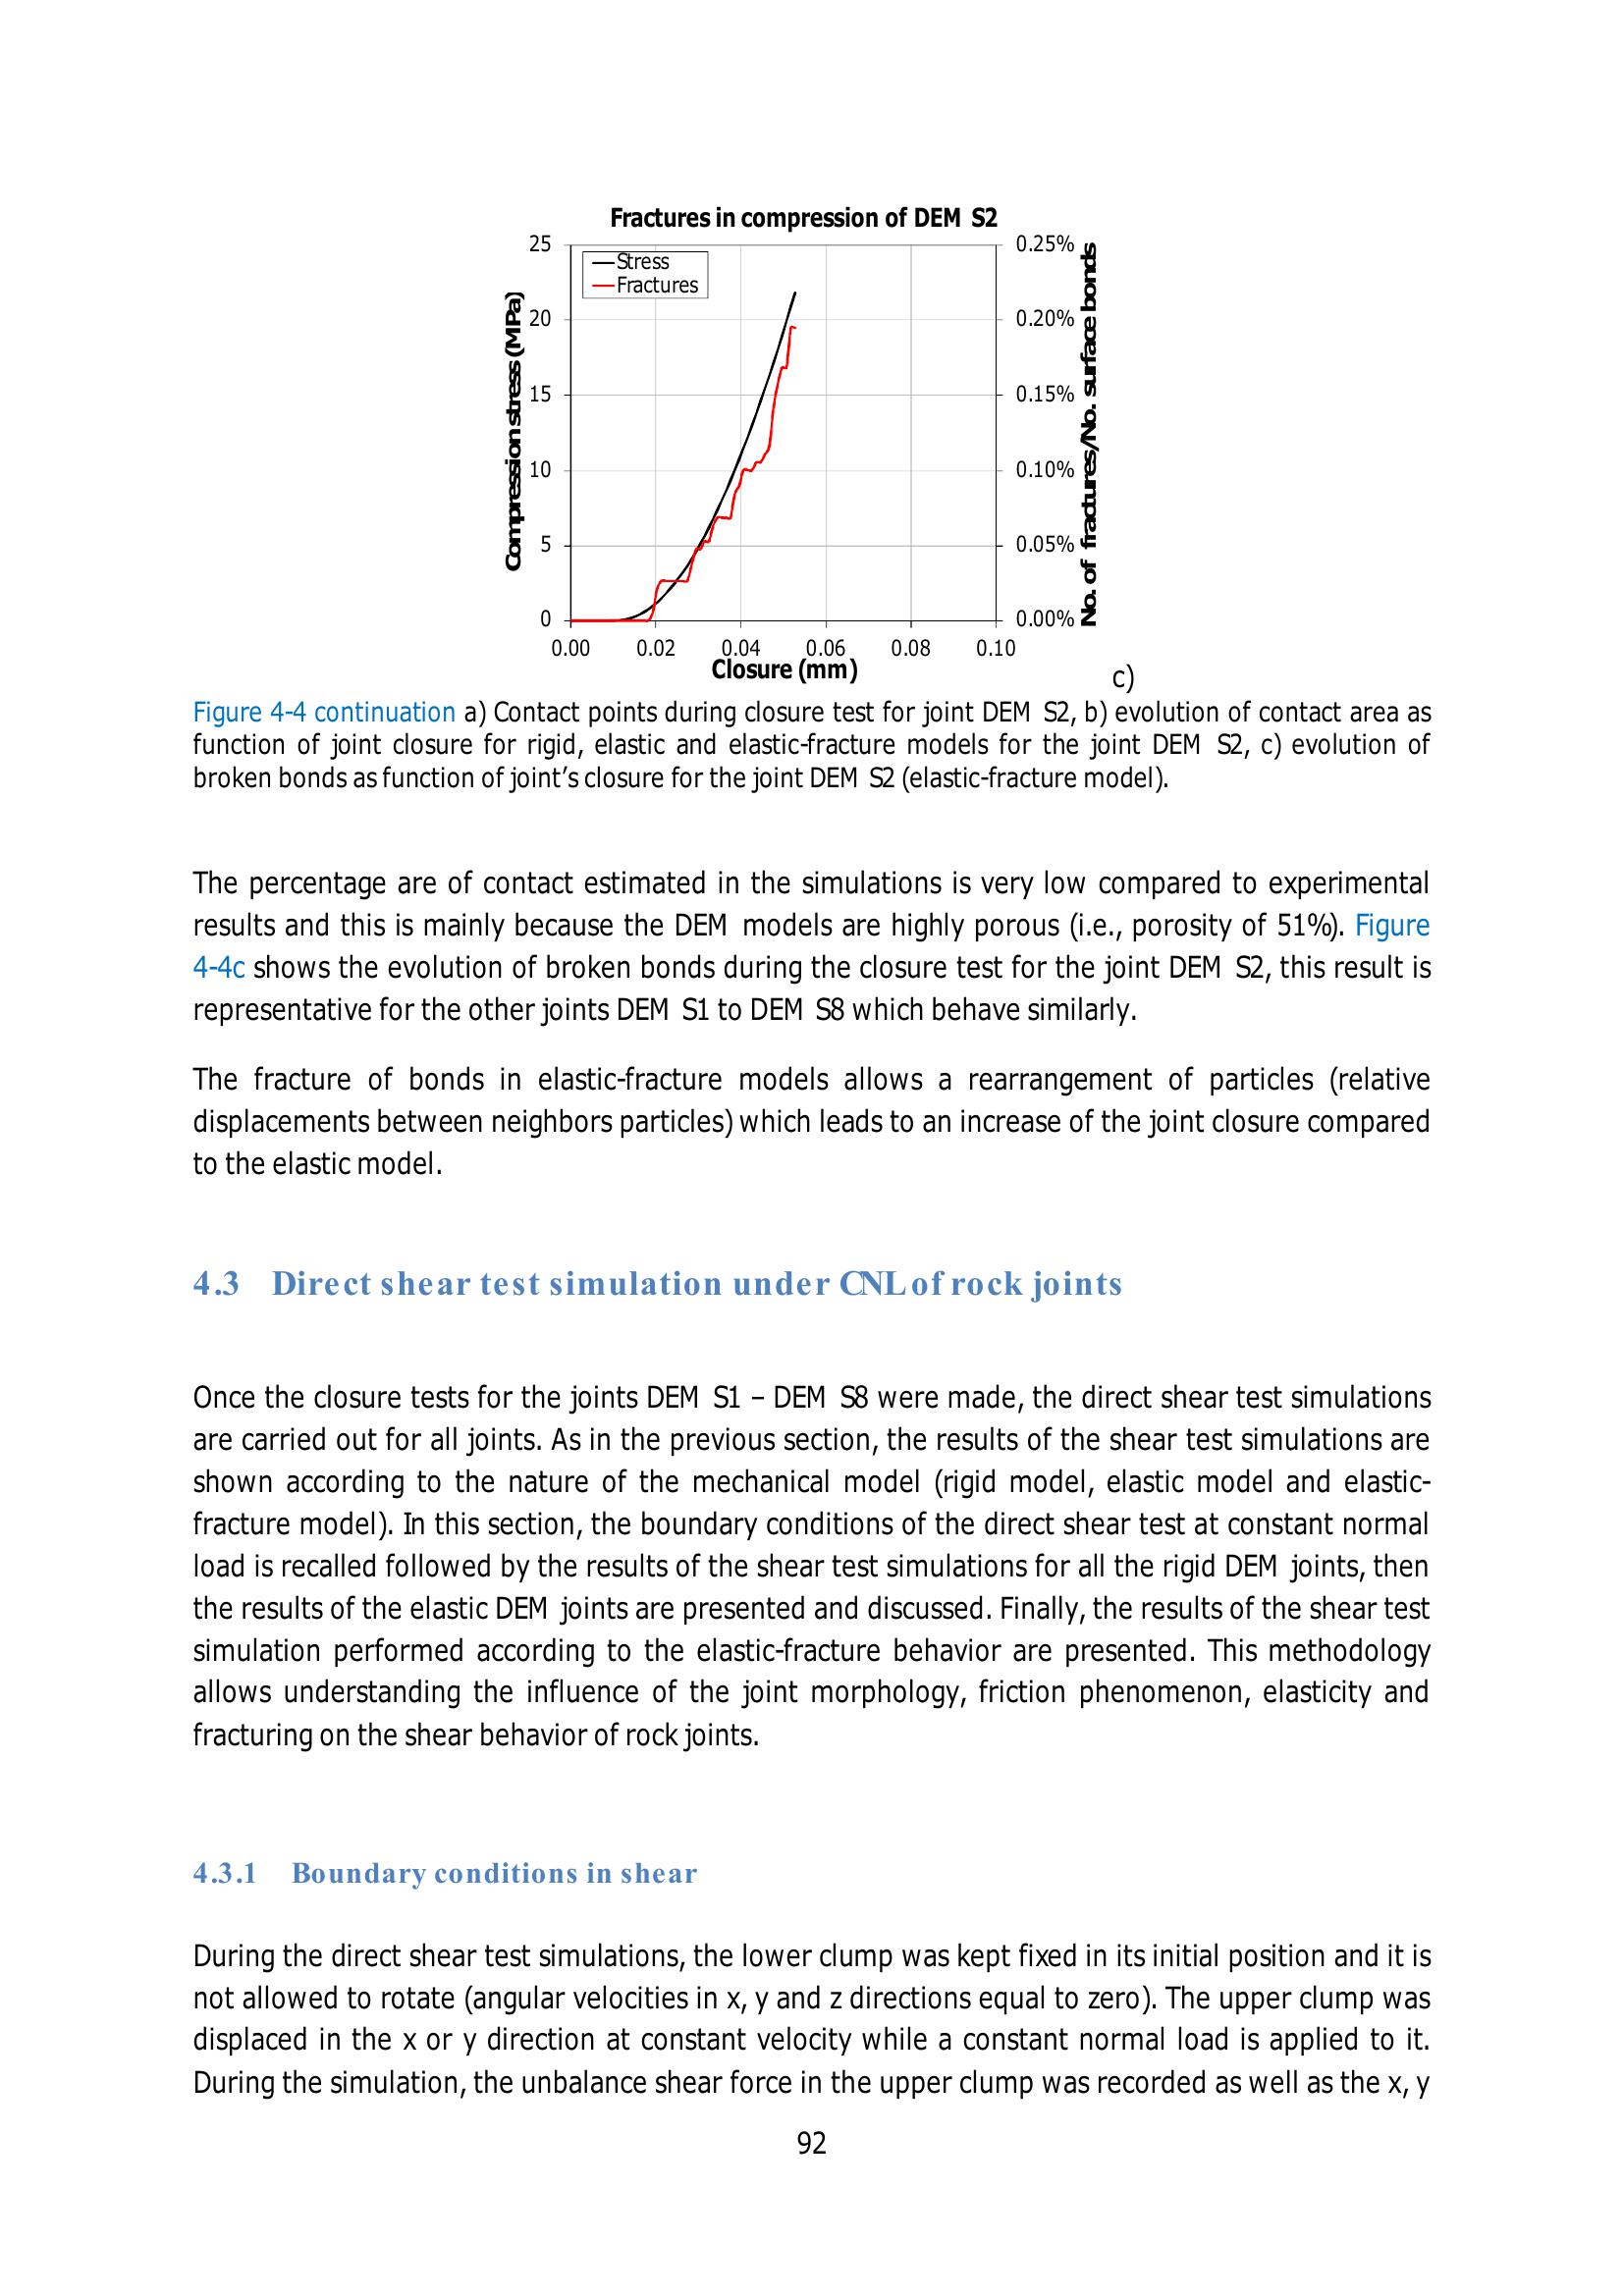 Fractures in compression of DEM S2
25
20
15
10
5
0
Compression stress (MPa)
Stress
Fractures
0.25%
0.20%
0.15%
0.10%
0.05%
0.00%
No. of fractures/No. surface bonds
0.00 0.02 0.04 0.06 0.08 0.10
Closure (mm)
c)
Figure 4-4 continuation a) Contact points during closure test for joint DEM S2, b) evolution of contact area as
function of joint closure for rigid, elastic and elastic-fracture models for the joint DEM S2, c) evolution of
broken bonds as function of joint’s closure for the joint DEM S2 (elastic-fracture model).
The percentage are of contact estimated in the simulations is very low compared to experimental
results and this is mainly because the DEM models are highly porous (i.e., porosity of 51%). Figure
4-4c shows the evolution of broken bonds during the closure test for the joint DEM S2, this result is
representative for the other joints DEM S1 to DEM S8 which behave similarly.
The fracture of bonds in elastic-fracture models allows a rearrangement of particles (relative
displacements between neighbors particles) which leads to an increase of the joint closure compared
to the elastic model.
4.3 Direct shear test simulation under CNL of rock joints
Once the closure tests for the joints DEM S1 – DEM S8 were made, the direct shear test simulations
are carried out for all joints. As in the previous section, the results of the shear test simulations are
shown according to the nature of the mechanical model (rigid model, elastic model and elastic-
fracture model). In this section, the boundary conditions of the direct shear test at constant normal
load is recalled followed by the results of the shear test simulations for all the rigid DEM joints, then
the results of the elastic DEM joints are presented and discussed. Finally, the results of the shear test
simulation performed according to the elastic-fracture behavior are presented. This methodology
allows understanding the influence of the joint morphology, friction phenomenon, elasticity and
fracturing on the shear behavior of rock joints.
4.3.1 Boundary conditions in shear
During the direct shear test simulations, the lower clump was kept fixed in its initial position and it is
not allowed to rotate (angular velocities in x, y and z directions equal to zero). The upper clump was
displaced in the x or y direction at constant velocity while a constant normal load is applied to it.
During the simulation, the unbalance shear force in the upper clump was recorded as well as the x, y
92